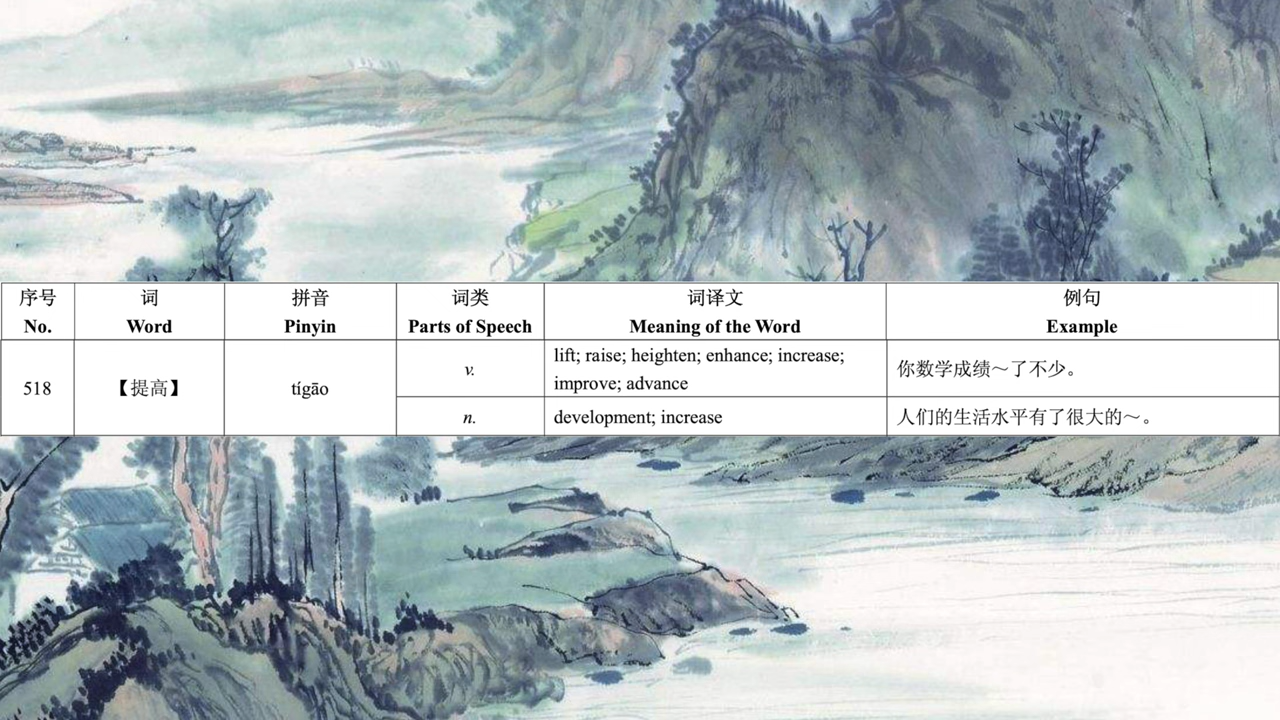 序号 词 拼音 词类 词译文 例句
No. Word Pinyin Parts of Speech Meaning of the Word Example
518 【提高】 tígāo v. lift; raise; heighten; enhance; increase; improve; advance 你数学成绩～了不少。
n. development; increase 人们的生活水平有了很大的～。